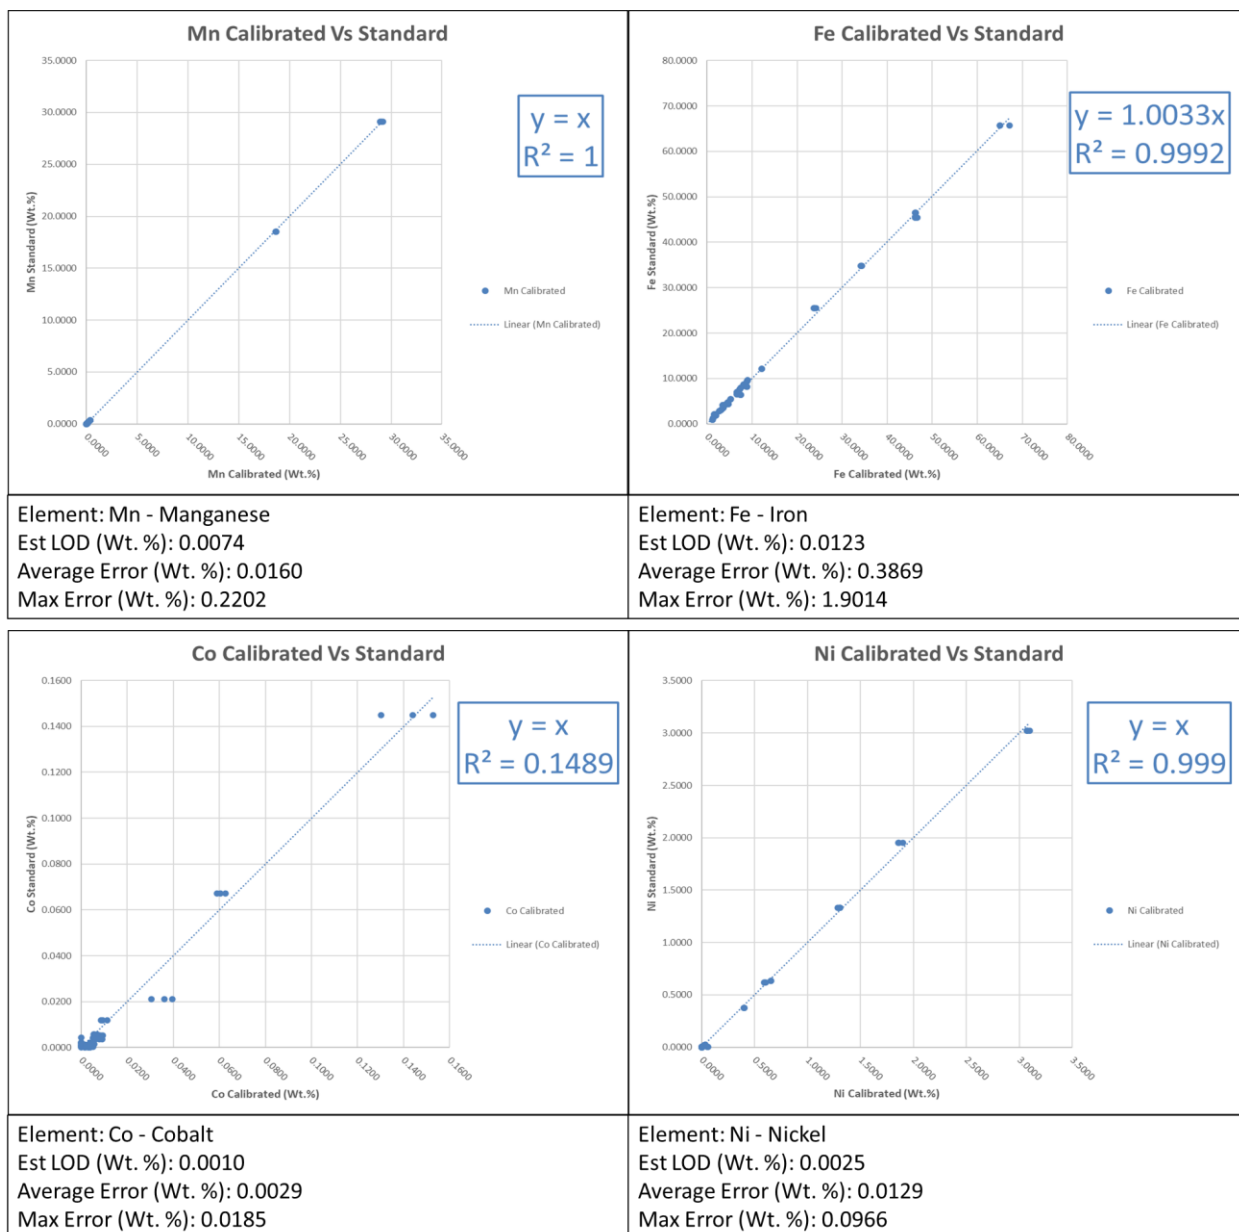 Mn Calibrated Vs Standard
35.0000
30.0000
25.0000
20.0000
15.0000
10.0000
5.0000
0.0000
Mn Standard (Wt.%)
0.0000
5.0000
10.0000
15.0000
20.0000
25.0000
30.0000
35.0000
Mn Calibrated (Wt.%)
y = x
R² = 1
Mn Calibrated
Linear (Mn Calibrated)
Fe Calibrated Vs Standard
80.0000
70.0000
60.0000
50.0000
40.0000
30.0000
20.0000
10.0000
0.0000
Fe Standard (Wt.%)
0.0000
10.0000
20.0000
30.0000
40.0000
50.0000
60.0000
70.0000
80.0000
Fe Calibrated (Wt.%)
y = 1.0033x
R² = 0.9992
Fe Calibrated
Linear (Fe Calibrated)
Element: Mn - Manganese
Est LOD (Wt. %): 0.0074
Average Error (Wt. %): 0.0160
Max Error (Wt. %): 0.2202
Element: Fe - Iron
Est LOD (Wt. %): 0.0123
Average Error (Wt. %): 0.3869
Max Error (Wt. %): 1.9014
Co Calibrated Vs Standard
0.1600
0.1400
0.1200
0.1000
0.0800
0.0600
0.0400
0.0200
0.0000
Co Standard (Wt.%)
0.0000
0.0200
0.0400
0.0600
0.0800
0.1000
0.1200
0.1400
0.1600
Co Calibrated (Wt.%)
y = x
R² = 0.1489
Co Calibrated
Linear (Co Calibrated)
Ni Calibrated Vs Standard
3.5000
3.0000
2.5000
2.0000
1.5000
1.0000
0.5000
0.0000
Ni Standard (Wt.%)
0.0000
0.5000
1.0000
1.5000
2.0000
2.5000
3.0000
3.5000
Ni Calibrated (Wt.%)
y = x
R² = 0.999
Ni Calibrated
Linear (Ni Calibrated)
Element: Co - Cobalt
Est LOD (Wt. %): 0.0010
Average Error (Wt. %): 0.0029
Max Error (Wt. %): 0.0185
Element: Ni - Nickel
Est LOD (Wt. %): 0.0025
Average Error (Wt. %): 0.0129
Max Error (Wt. %): 0.0966